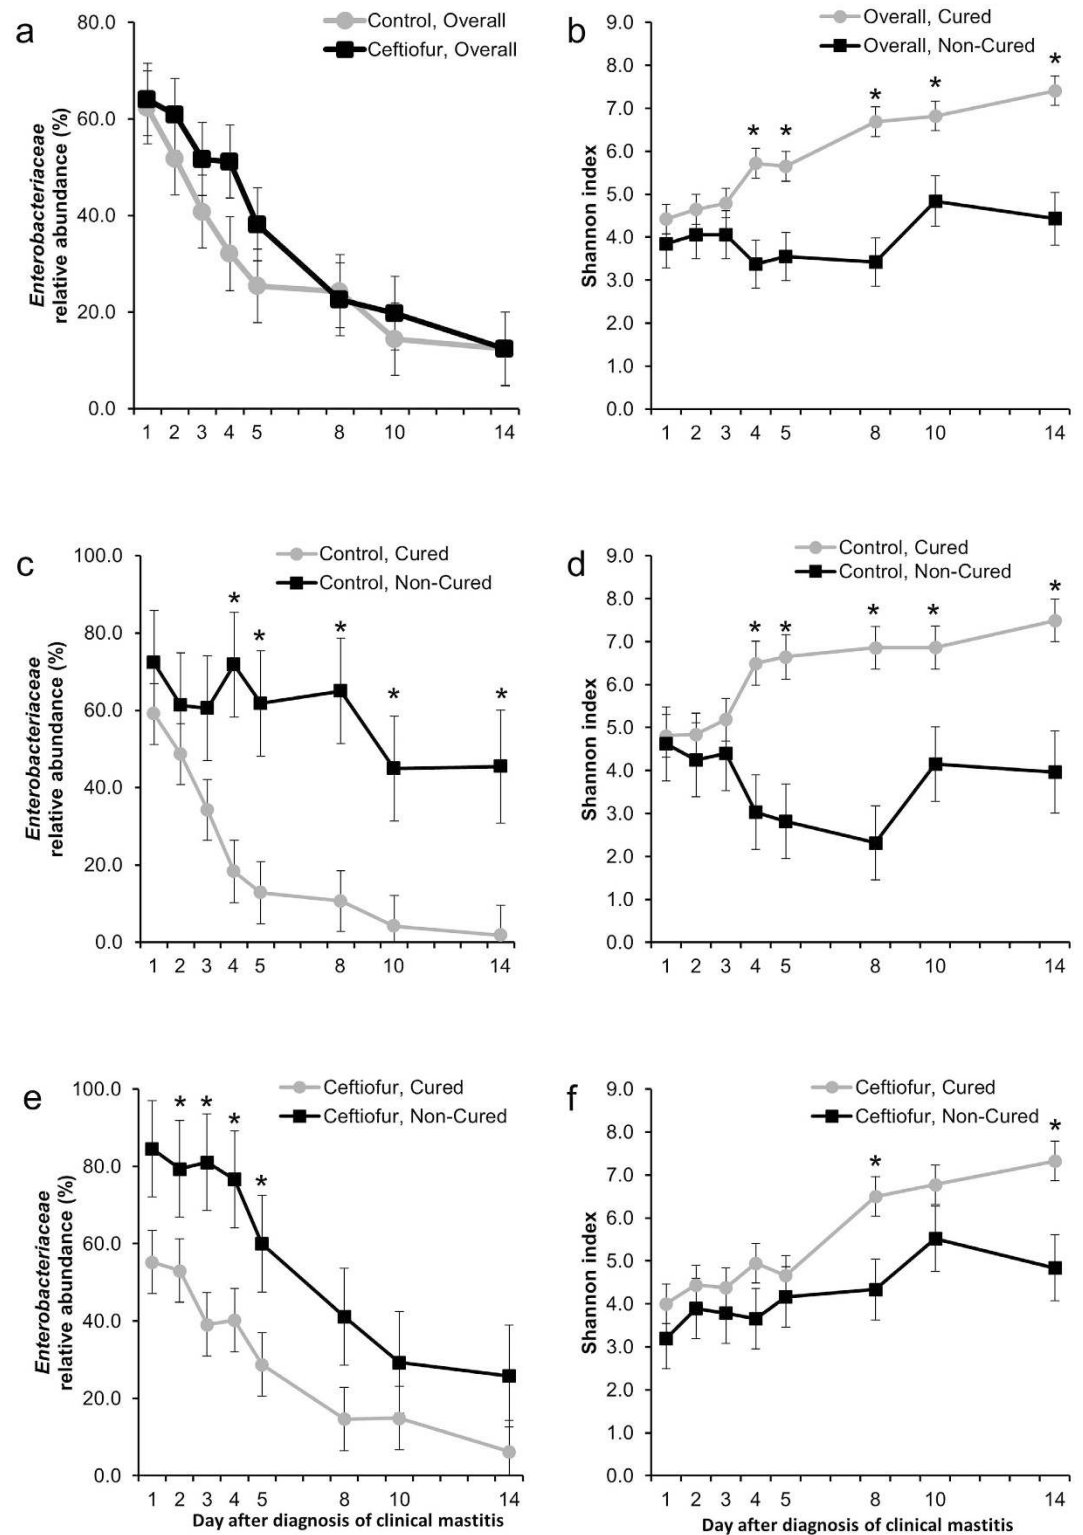 a
Control, Overall
Ceftiofur, Overall
80.0
60.0
40.0
20.0
0.0
Enterobacteriaceae
relative abundance (%)
1 2 3 4 5 8 10 14
b
Overall, Cured
Overall, Non-Cured
9.0
8.0
7.0
6.0
5.0
4.0
3.0
2.0
1.0
0.0
Shannon index
* * * * *
1 2 3 4 5 8 10 14
c
Control, Cured
Control, Non-Cured
100.0
80.0
60.0
40.0
20.0
0.0
Enterobacteriaceae
relative abundance (%)
* * * * *
1 2 3 4 5 8 10 14
d
Control, Cured
Control, Non-Cured
9.0
8.0
7.0
6.0
5.0
4.0
3.0
2.0
1.0
0.0
Shannon index
* * * * *
1 2 3 4 5 8 10 14
e
Ceftiofur, Cured
Ceftiofur, Non-Cured
100.0
80.0
60.0
40.0
20.0
0.0
Enterobacteriaceae
relative abundance (%)
* * * *
1 2 3 4 5 8 10 14
Day after diagnosis of clinical mastitis
f
Ceftiofur, Cured
Ceftiofur, Non-Cured
9.0
8.0
7.0
6.0
5.0
4.0
3.0
2.0
1.0
0.0
Shannon index
* *
1 2 3 4 5 8 10 14
Day after diagnosis of clinical mastitis